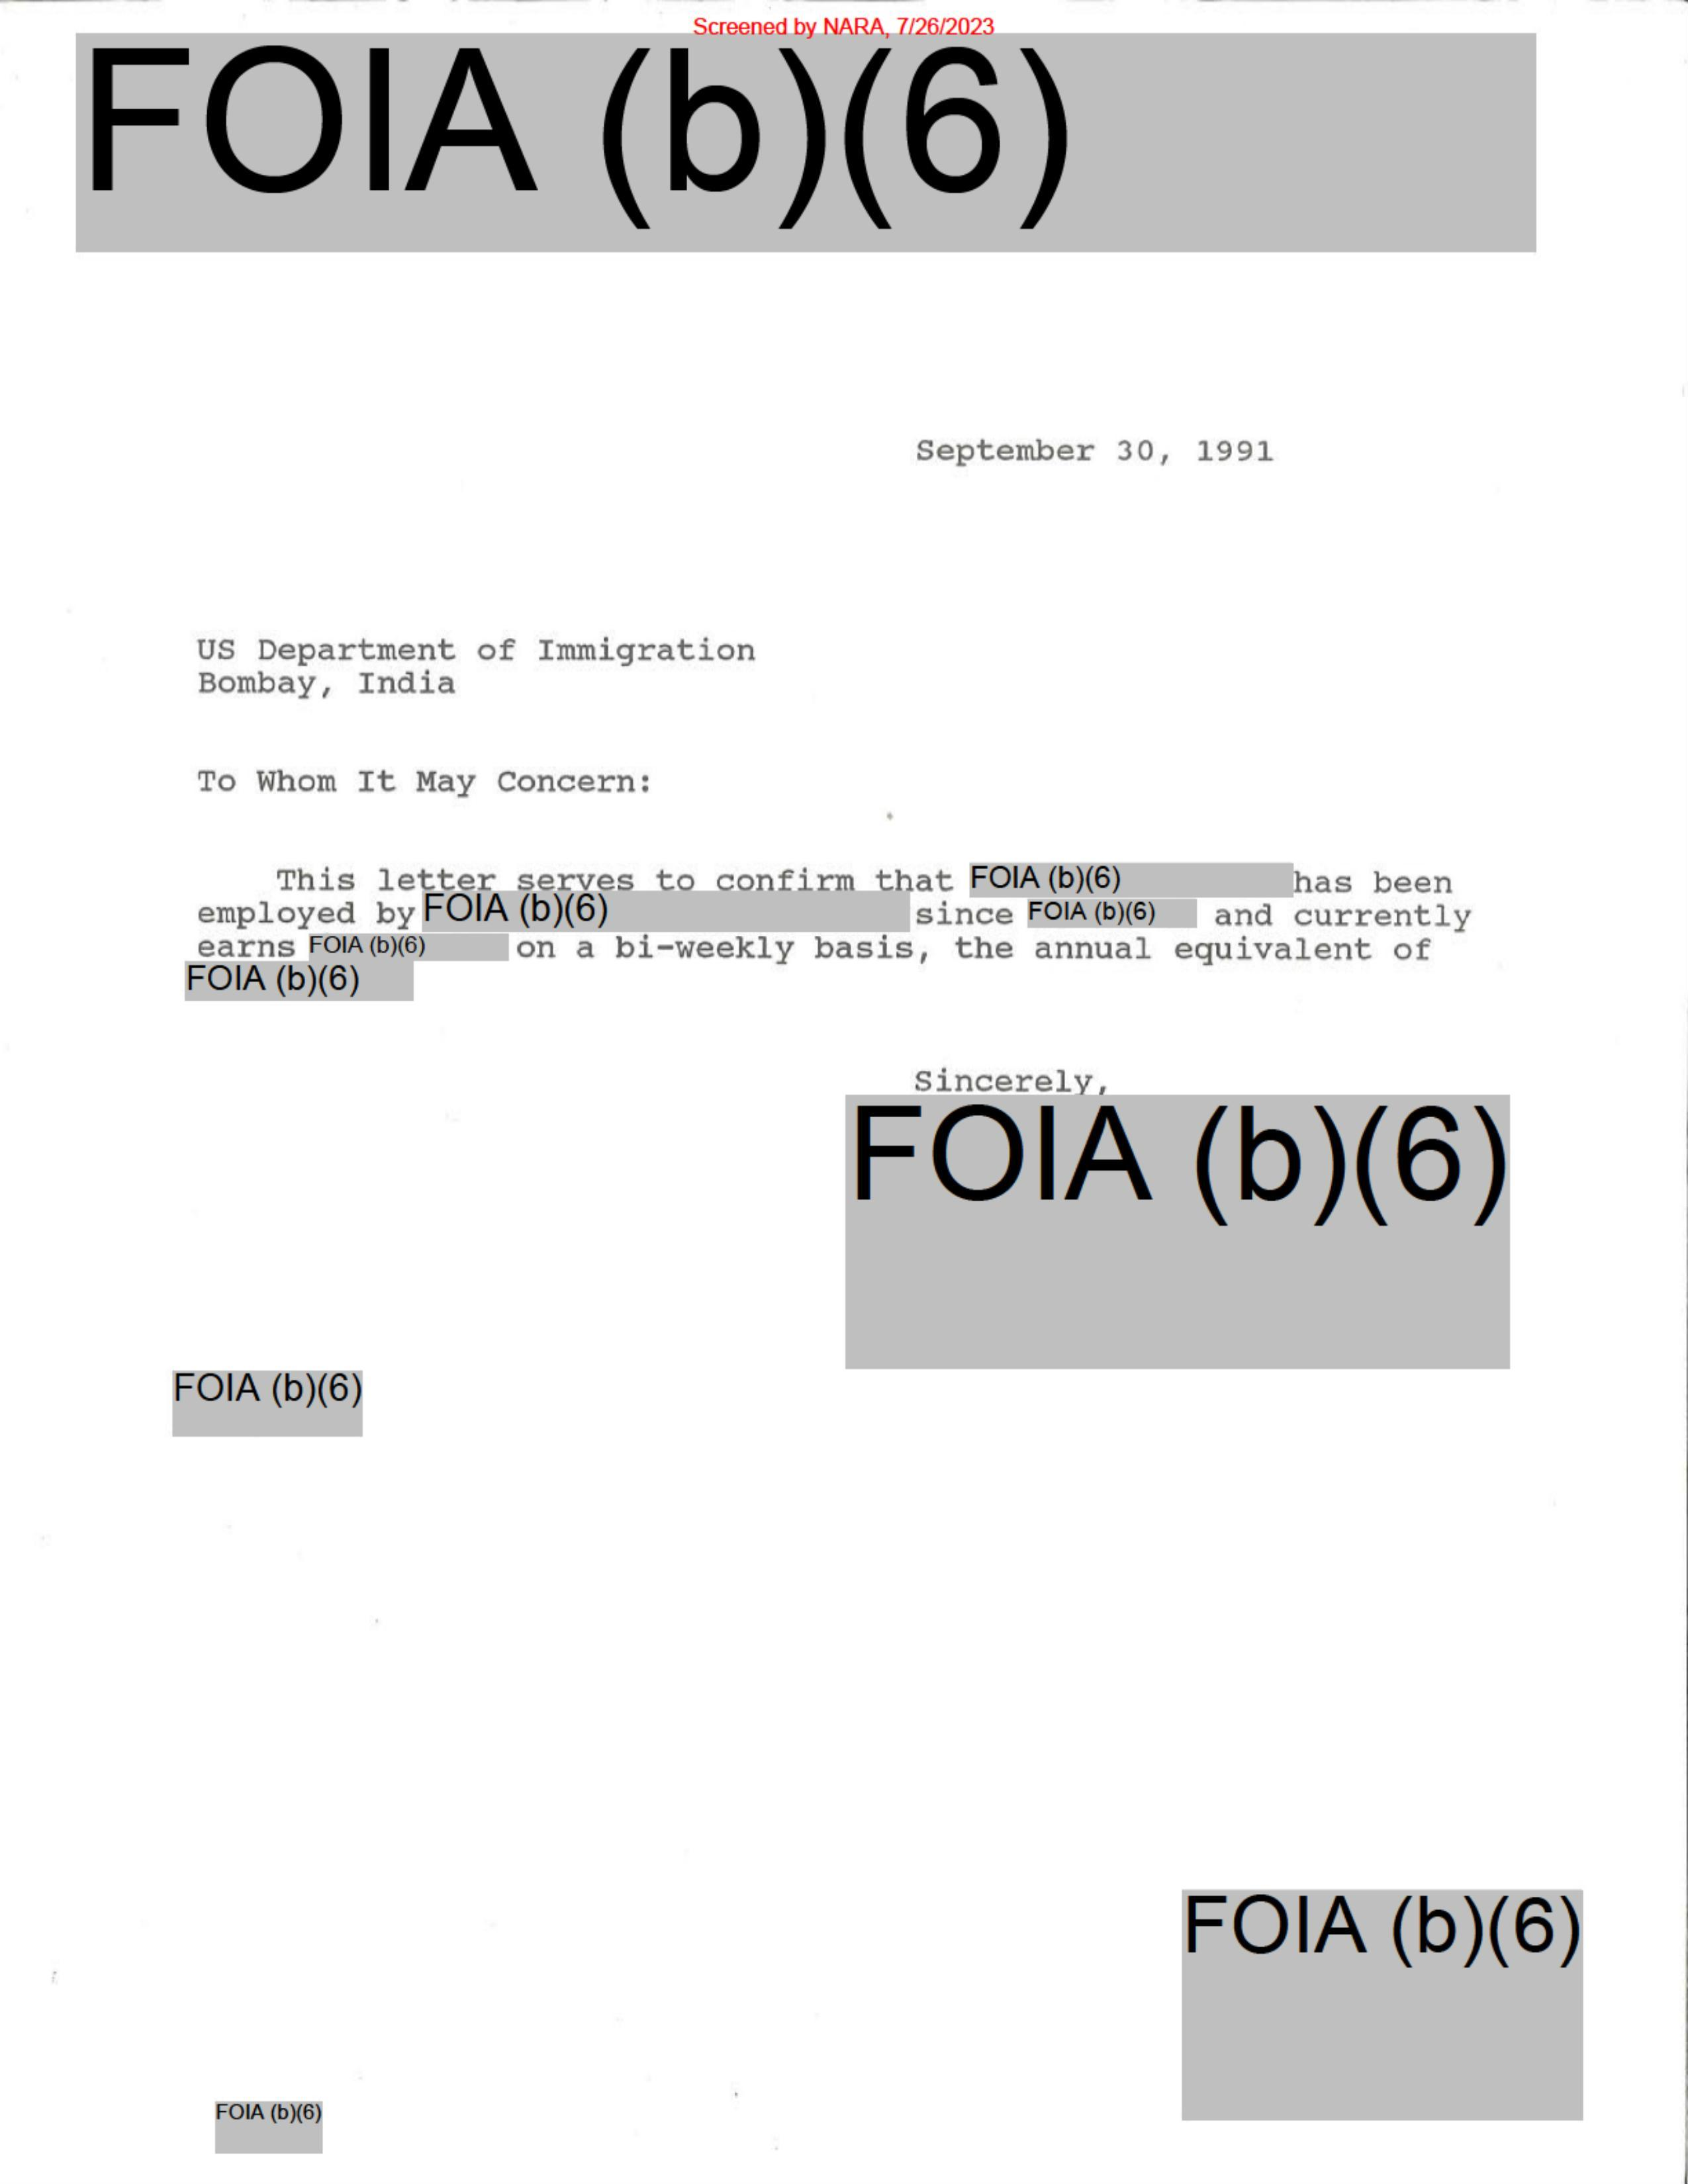 Screened by NARA, 7/26/2023
FOIA (b)(6)
September 30, 1991
US Department of Immigration
Bombay, India
To Whom It May Concern:
This letter serves to confirm that FOIA (b)(6) has been
employed by FOIA (b)(6) since FOIA (b)(6) and currently
earns FOIA (b)(6) on a bi-weekly basis, the annual equivalent of
FOIA (b)(6)
Sincerely,
FOIA (b)(6)
FOIA (b)(6)
FOIA (b)(6)
FOIA (b)(6)